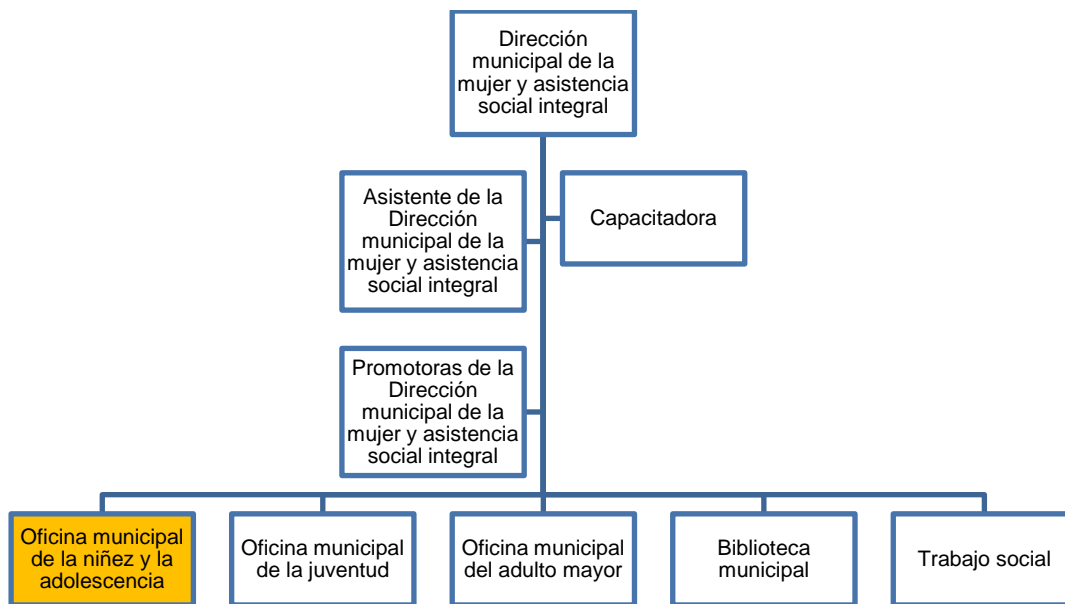 Dirección
municipal de la
mujer y asistencia
social integral
Asistente de la
Dirección
municipal de la
mujer y asistencia
social integral
Capacitadora
Promotoras de la
Dirección
municipal de la
mujer y asistencia
social integral
Oficina municipal
de la niñez y la
adolescencia
Oficina municipal
de la juventud
Oficina municipal
del adulto mayor
Biblioteca
municipal
Trabajo social